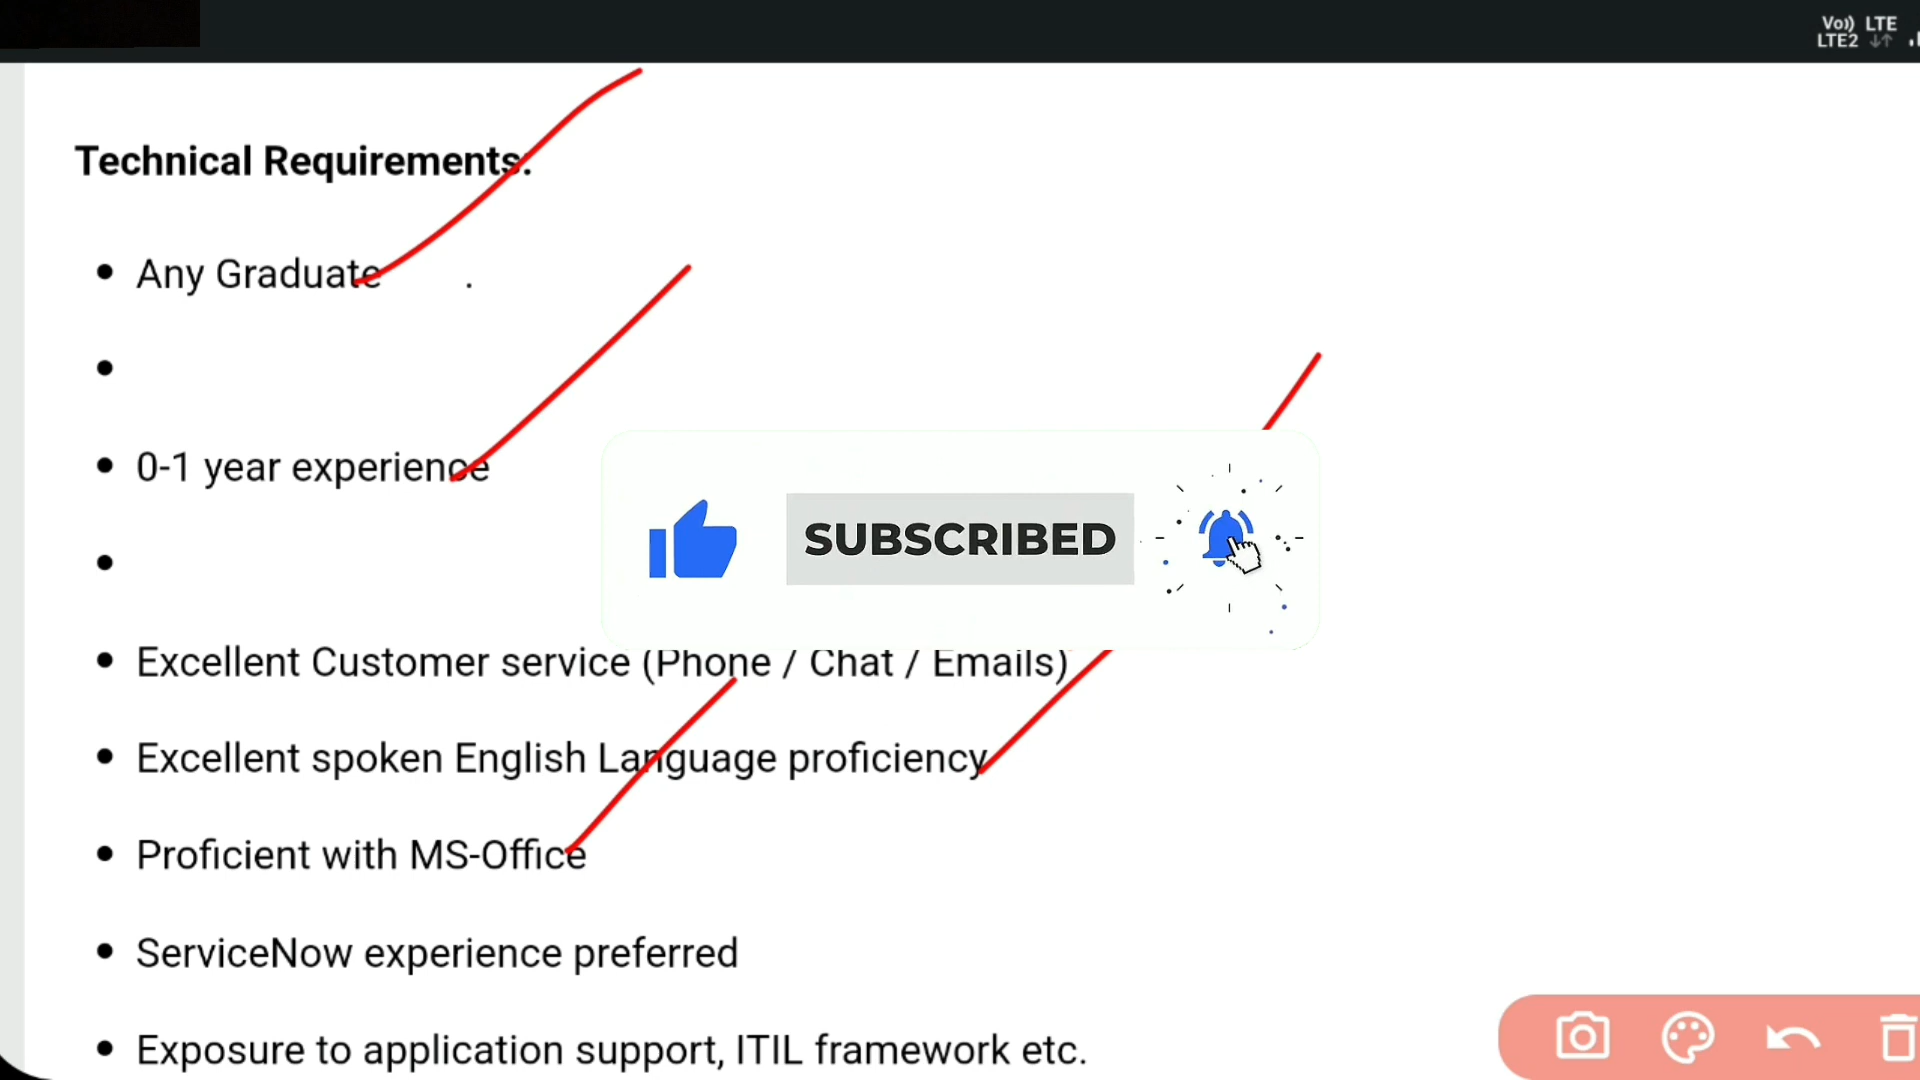 Vo)) LTE
LTE2
Technical Requirements:
Any Graduate .
0-1 year experience
SUBSCRIBED
Excellent Customer service (Phone / Chat / Emails)
Excellent spoken English Language proficiency
Proficient with MS-Office
ServiceNow experience preferred
Exposure to application support, ITIL framework etc.